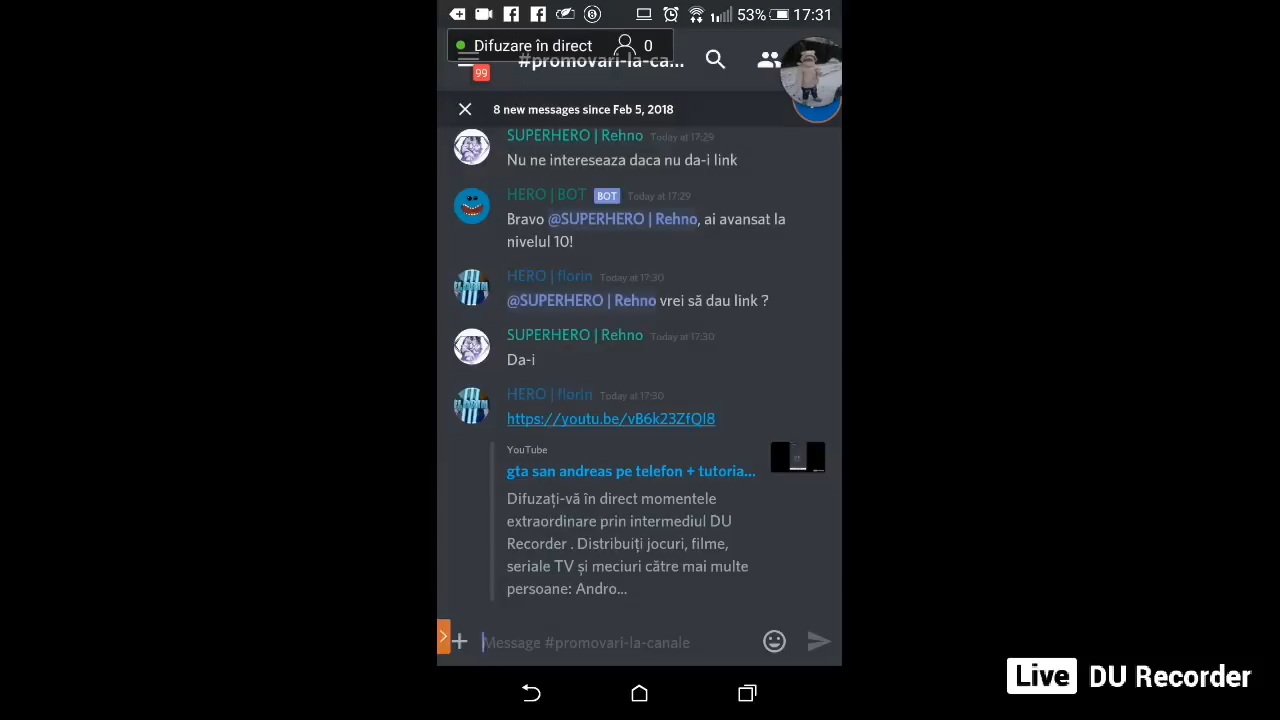 53% 17:31
Difuzare în direct 0
#promovari-la-ca...
99
8 new messages since Feb 5, 2018
SUPERHERO | Rehno Today at 17:29
Nu ne intereseaza daca nu da-i link
HERO | BOT BOT Today at 17:29
Bravo @SUPERHERO | Rehno, ai avansat la
nivelul 10!
HERO | florin Today at 17:30
@SUPERHERO | Rehno vrei să dau link ?
SUPERHERO | Rehno Today at 17:30
Da-i
HERO | florin Today at 17:30
https://youtu.be/vB6k23ZfQl8
YouTube
gta san andreas pe telefon + tutoria...
Difuzați-vă în direct momentele
extraordinare prin intermediul DU
Recorder . Distribuiți jocuri, filme,
seriale TV și meciuri către mai multe
persoane: Andro...
Message #promovari-la-canale
Live DU Recorder